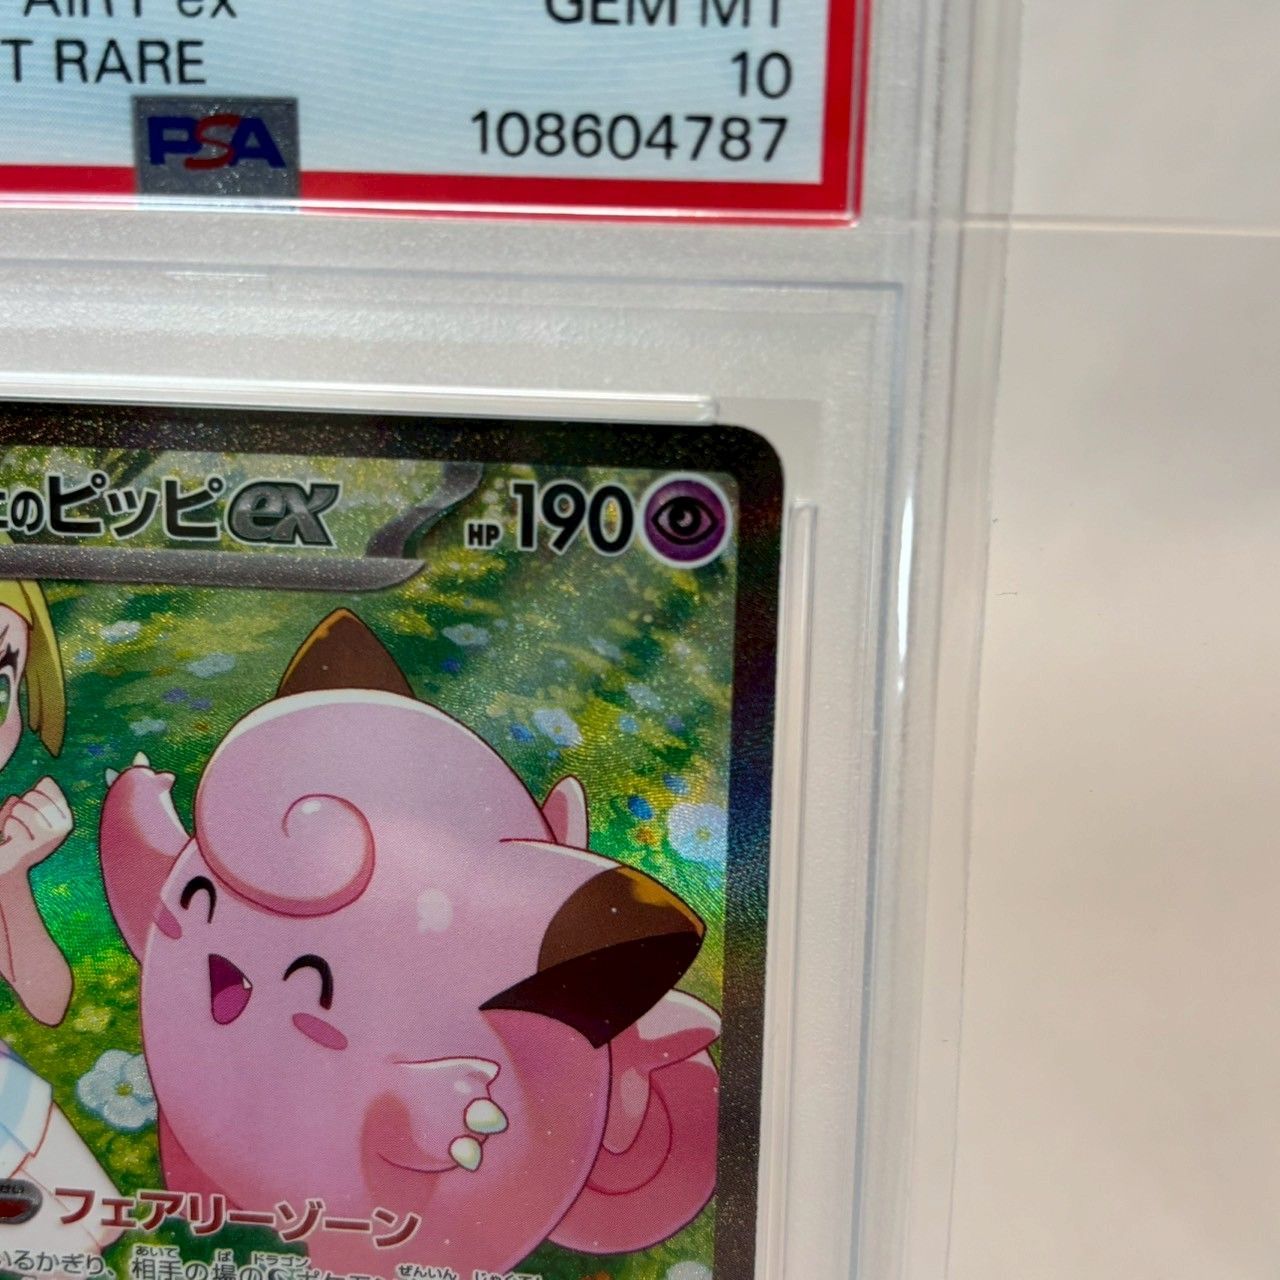 ex GEM MT
T RARE 10
PSA 108604787
のピッピex HP 190
フェアリーゾーン
いるかぎり、相手の場の